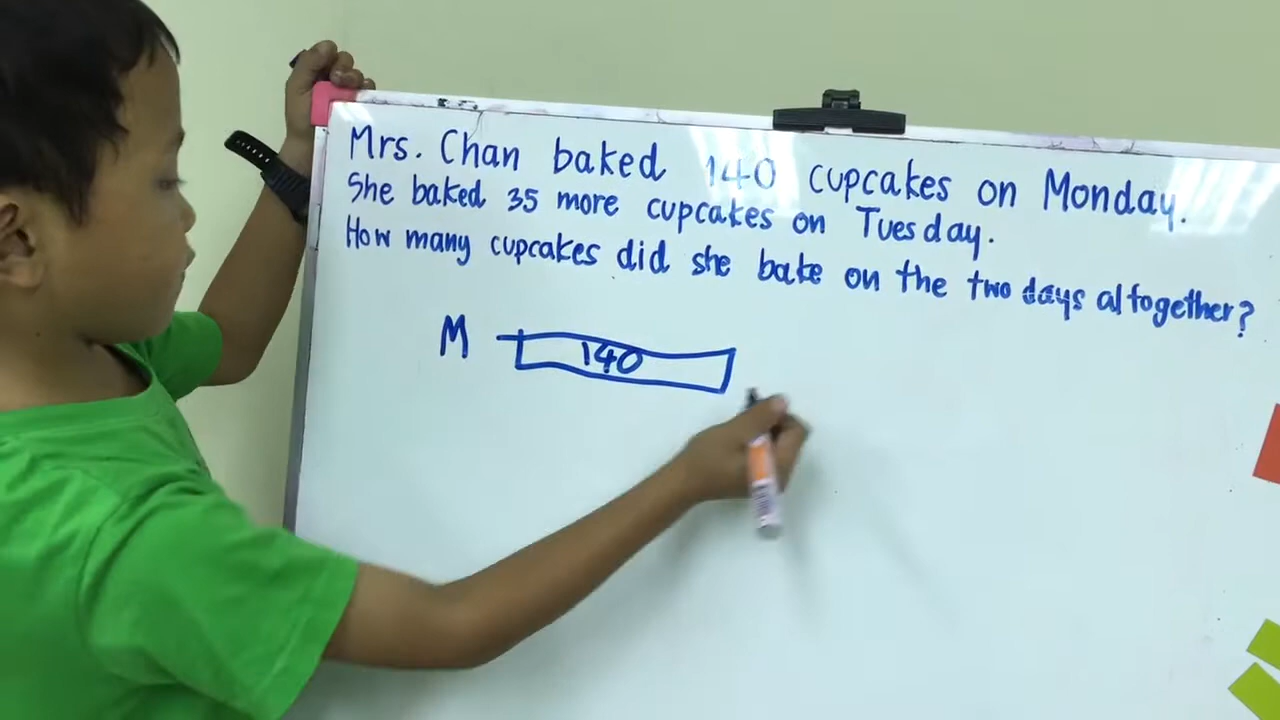 Mrs. Chan baked 140 cupcakes on Monday.
She baked 35 more cupcakes on Tuesday.
How many cupcakes did she bake on the two days altogether?
M 140